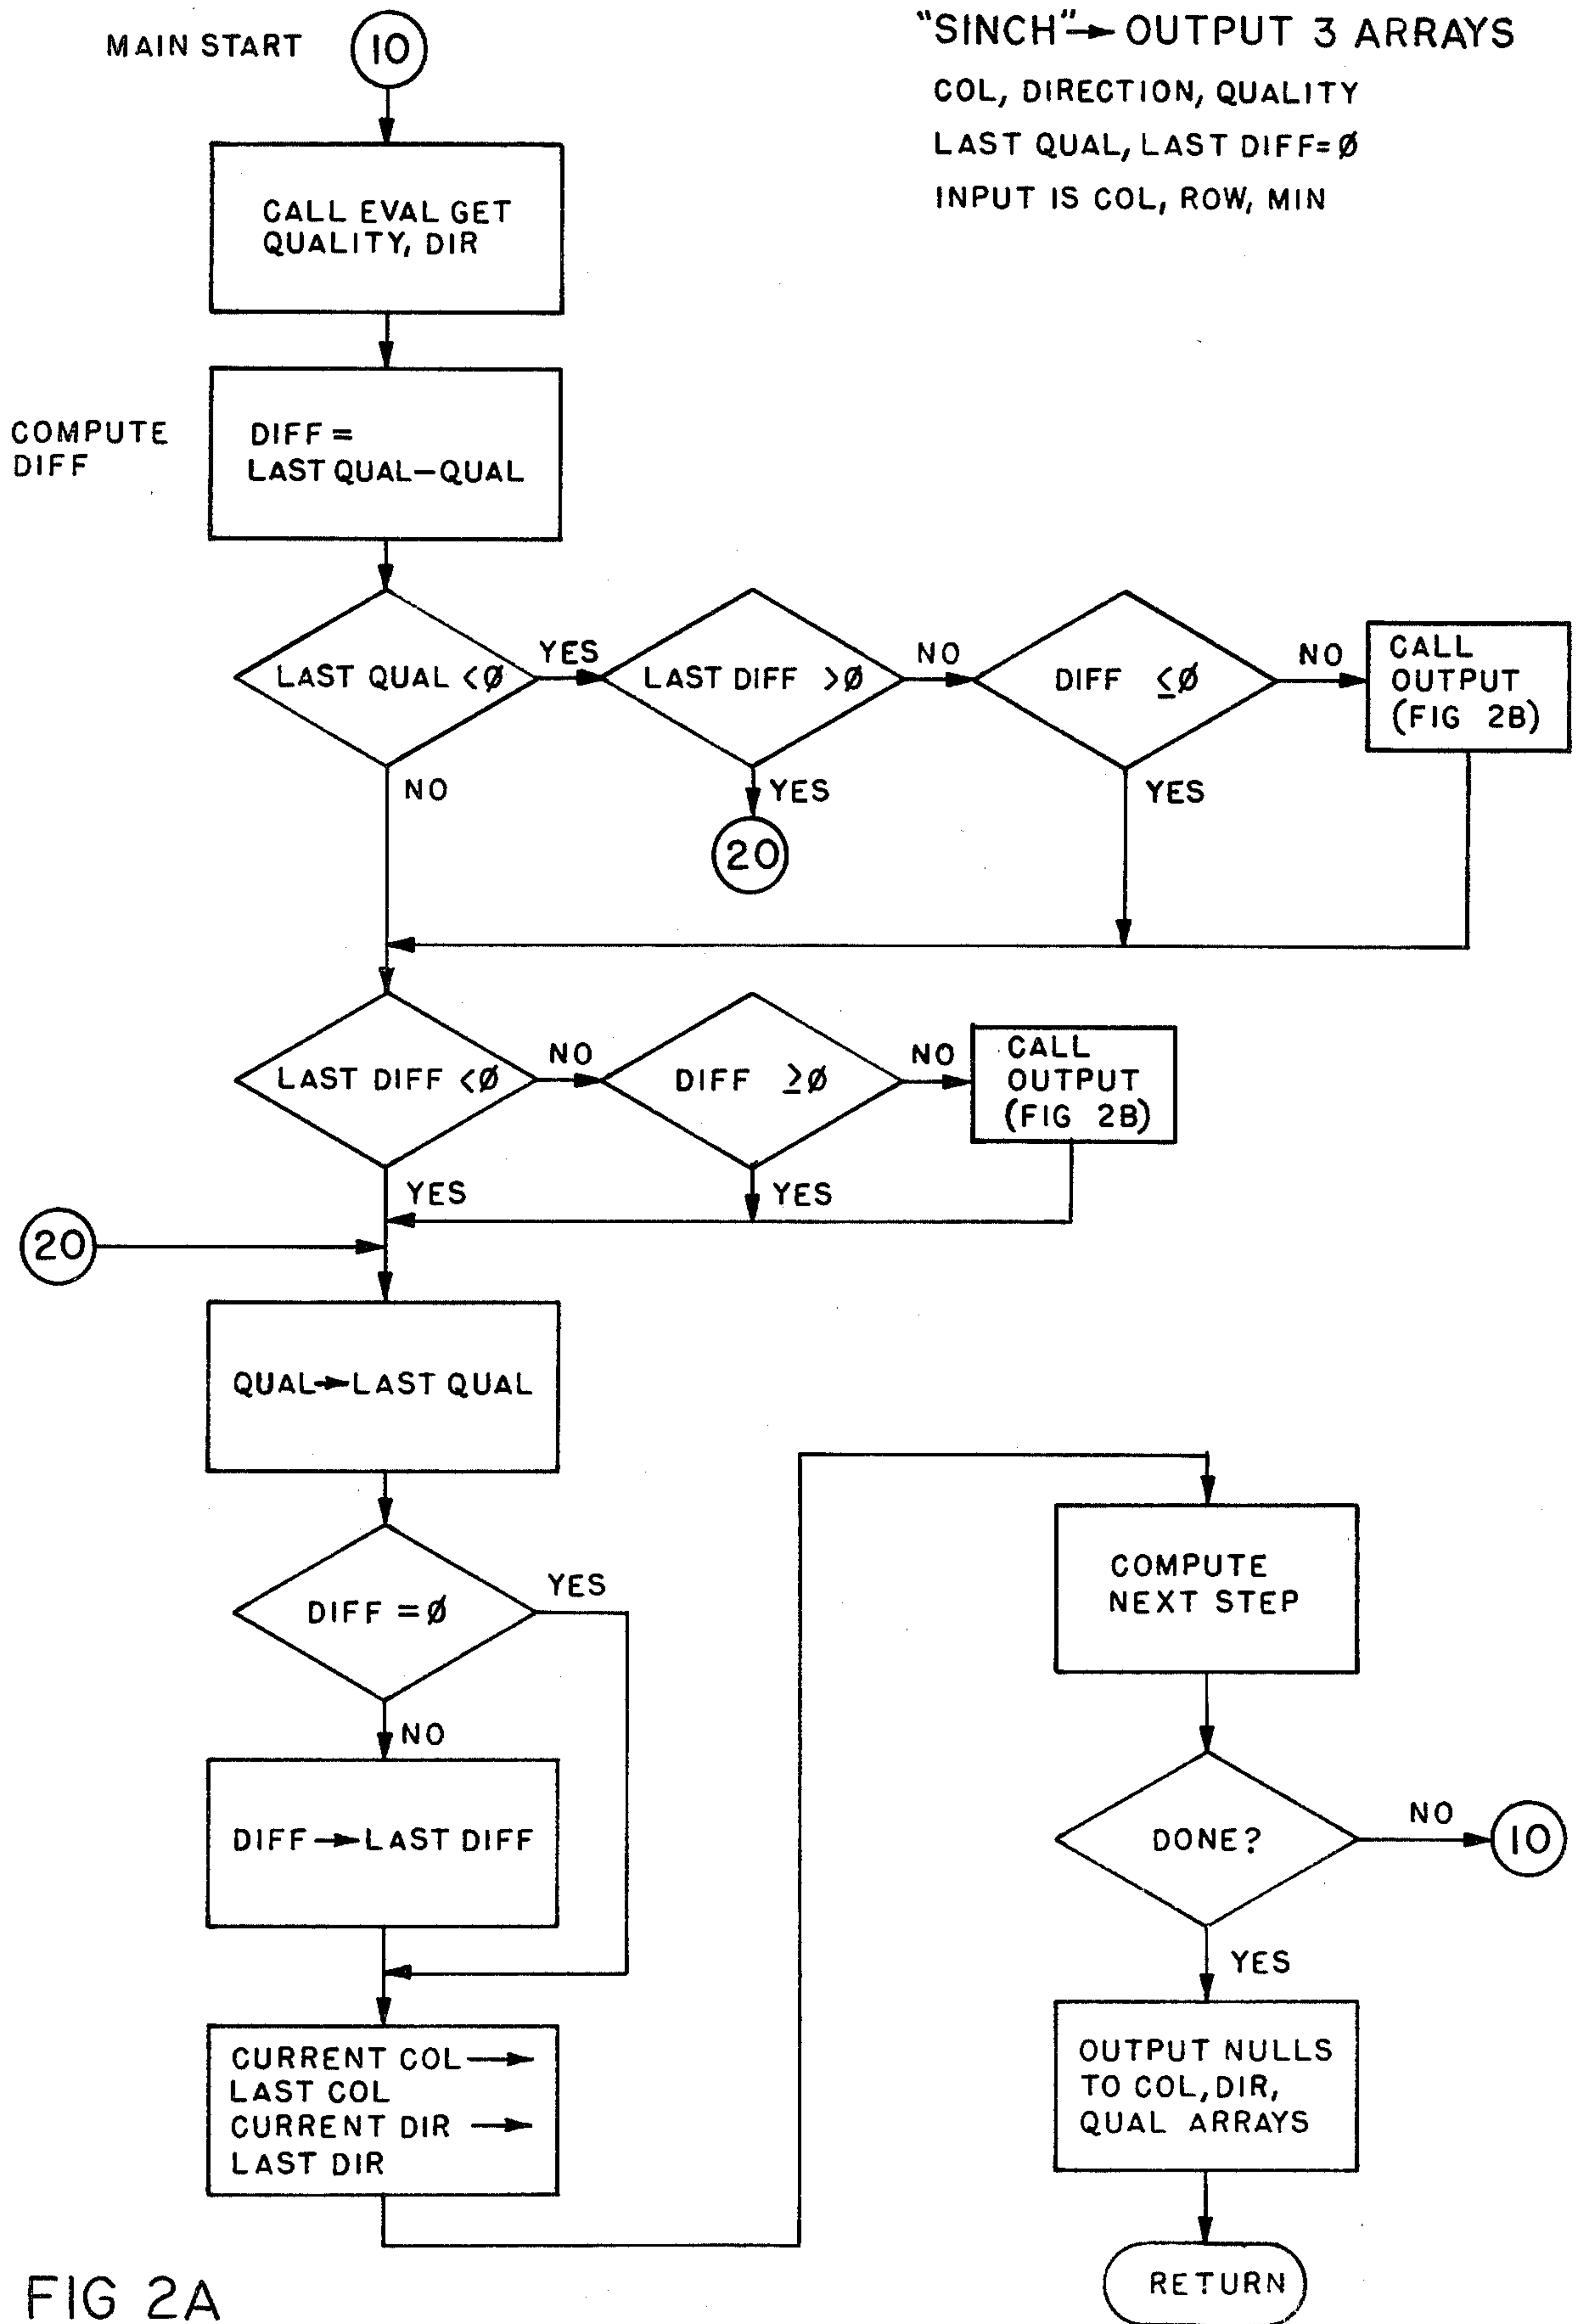 MAIN START
10
"SINCH"→ OUTPUT 3 ARRAYS
COL, DIRECTION, QUALITY
LAST QUAL, LAST DIFF=Ø
INPUT IS COL, ROW, MIN
CALL EVAL GET
QUALITY, DIR
COMPUTE
DIFF
DIFF =
LAST QUAL–QUAL
LAST QUAL <Ø
YES
LAST DIFF >Ø
NO
DIFF ≤Ø
NO
CALL
OUTPUT
(FIG 2B)
NO
YES
YES
20
LAST DIFF <Ø
NO
DIFF ≥Ø
NO
CALL
OUTPUT
(FIG 2B)
YES
YES
20
QUAL→LAST QUAL
DIFF =Ø
YES
NO
DIFF→LAST DIFF
CURRENT COL→
LAST COL
CURRENT DIR →
LAST DIR
COMPUTE
NEXT STEP
DONE?
NO
10
YES
OUTPUT NULLS
TO COL, DIR,
QUAL ARRAYS
RETURN
FIG 2A